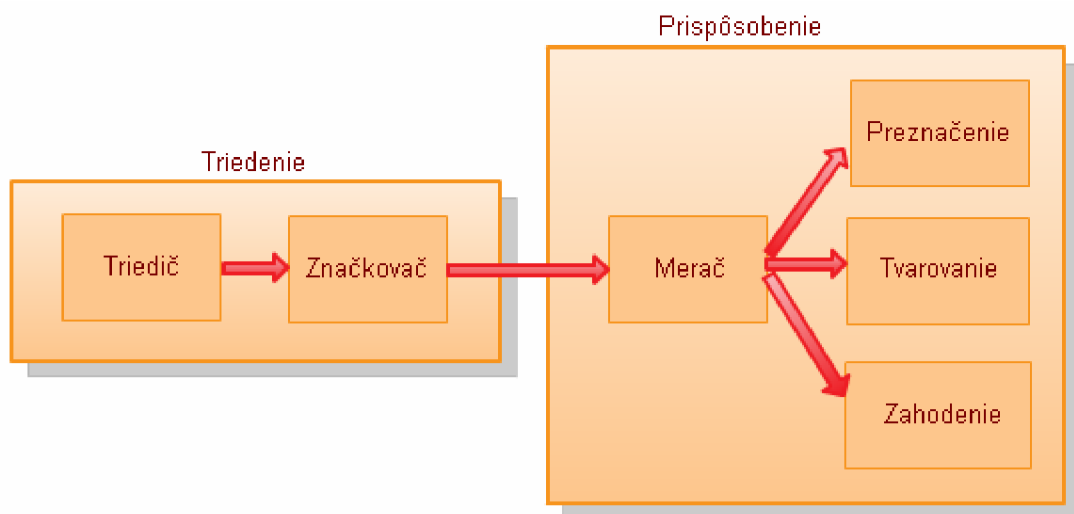 Prispôsobenie
Triedenie
Triedič
Značkovač
Merač
Preznačenie
Tvarovanie
Zahodenie